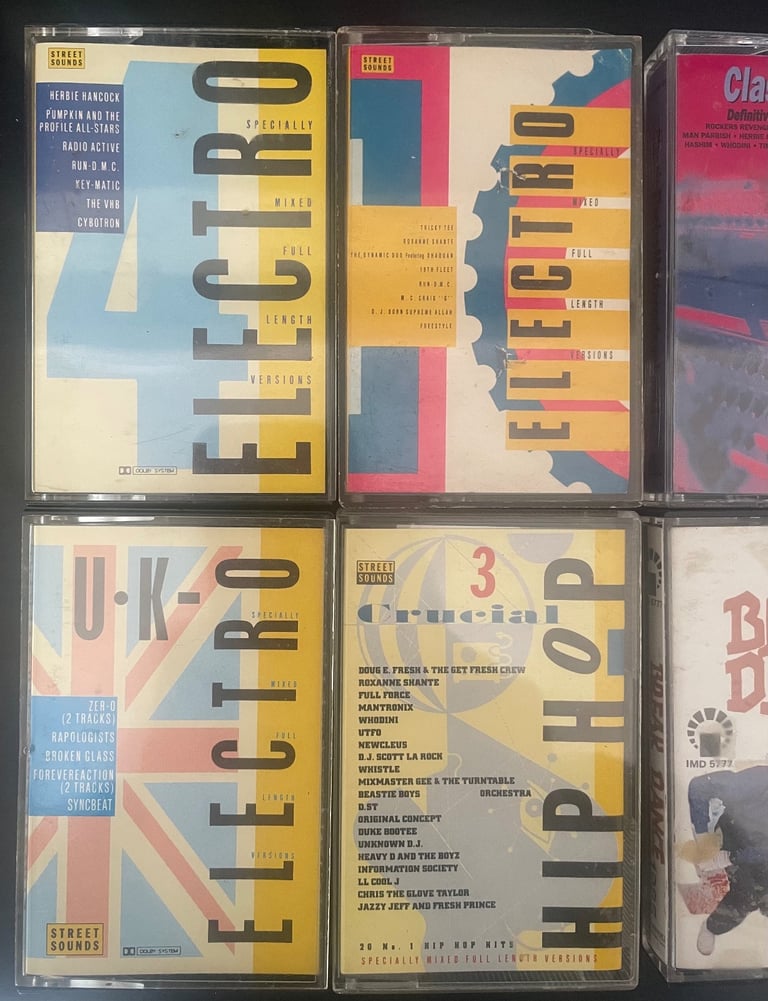 STREET
SOUNDS
HERBIE HANCOCK
PUMPKIN AND THE
PROFILE ALL-STARS
RADIO ACTIVE
RUN-D.M.C.
KEY-MATIC
THE VHB
CYBOTRON
4
ELECTRO
SPECIALLY
MIXED
FULL
LENGTH
VERSIONS
DOLBY SYSTEM
STREET
SOUNDS
TRICKY TEE
ROXANNE SHANTE
THE DYNAMIC DUO Featuring SHAQUAN
19TH FLEET
RUN-D.M.C.
M.C. CRAIG "G"
D.J. BORN SUPREME ALLAH
FREESTYLE
ELECTRO
SPECIALLY
MIXED
FULL
LENGTH
VERSIONS
Clas
Definitiv
ROCKERS REVENG
MAN PARRISH • HERBIE
HASHIM • WHODINI •
U•K-ELECTRO
SPECIALLY
MIXED
FULL
LENGTH
VERSIONS
ZER-O
(2 TRACKS)
RAPOLOGISTS
BROKEN GLASS
FOREVEREACTION
(2 TRACKS)
SYNCBEAT
STREET
SOUNDS
DOLBY SYSTEM
STREET
SOUNDS
3
Crucial
HIP HOP
DOUG E. FRESH & THE GET FRESH CREW
ROXANNE SHANTE
FULL FORCE
MANTRONIX
WHODINI
UTFO
NEWCLEUS
D.J. SCOTT LA ROCK
WHISTLE
MIXMASTER GEE & THE TURNTABLE
BEASTIE BOYS ORCHESTRA
D.ST
ORIGINAL CONCEPT
DUKE BOOTEE
UNKNOWN D.J.
HEAVY D AND THE BOYZ
INFORMATION SOCIETY
LL COOL J
CHRIS THE GLOVE TAYLOR
JAZZY JEFF AND FRESH PRINCE
20 No. 1 HIP HOP HITS
SPECIALLY MIXED FULL LENGTH VERSIONS
IMD 5777